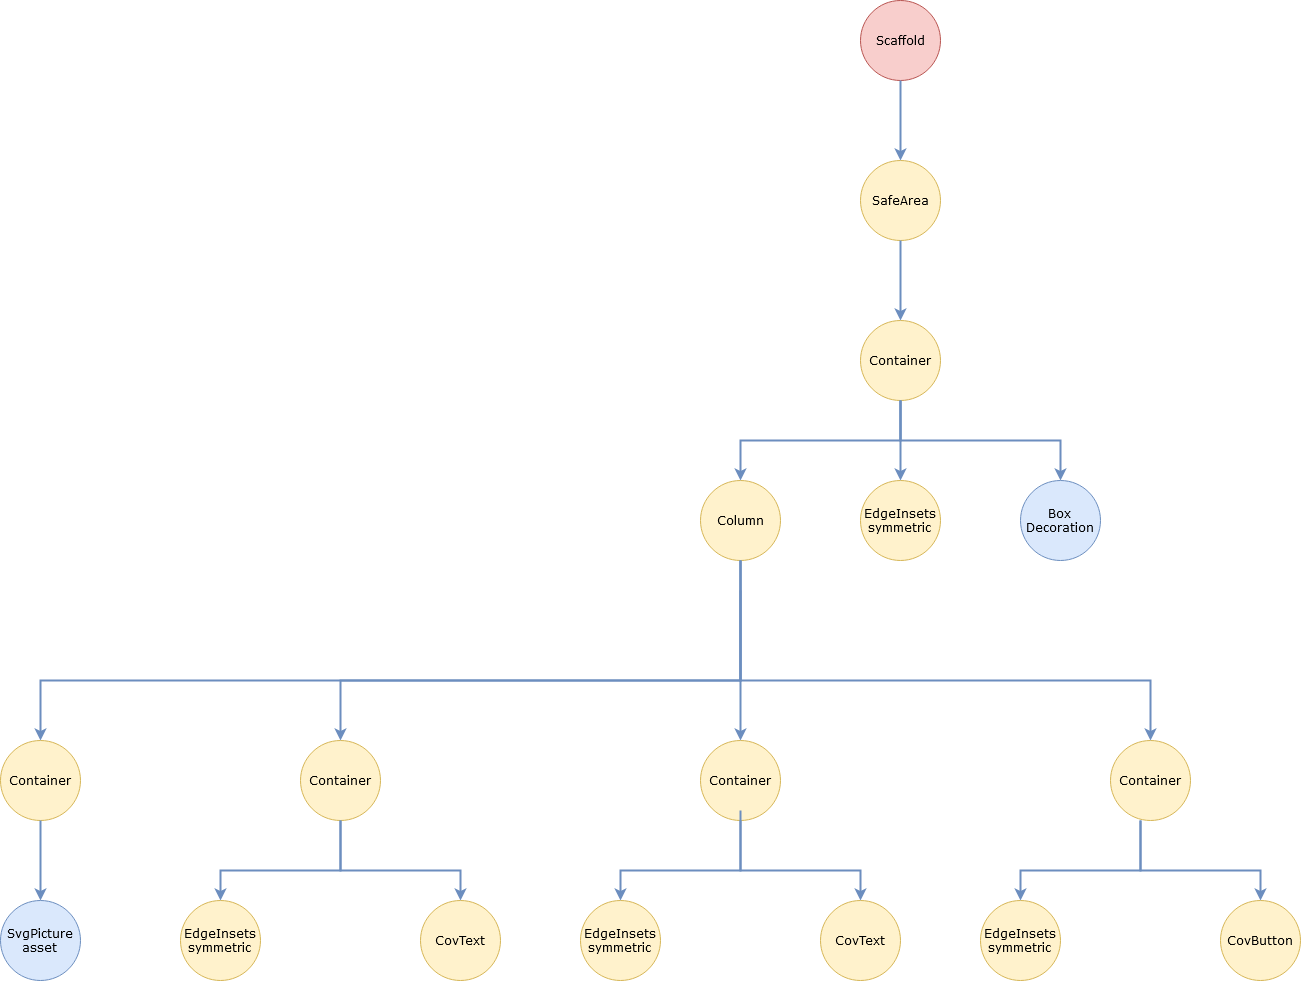 Scaffold
SafeArea
Container
Column
EdgeInsets
symmetric
Box
Decoration
Container
Container
Container
Container
SvgPicture
asset
EdgeInsets
symmetric
CovText
EdgeInsets
symmetric
CovText
EdgeInsets
symmetric
CovButton